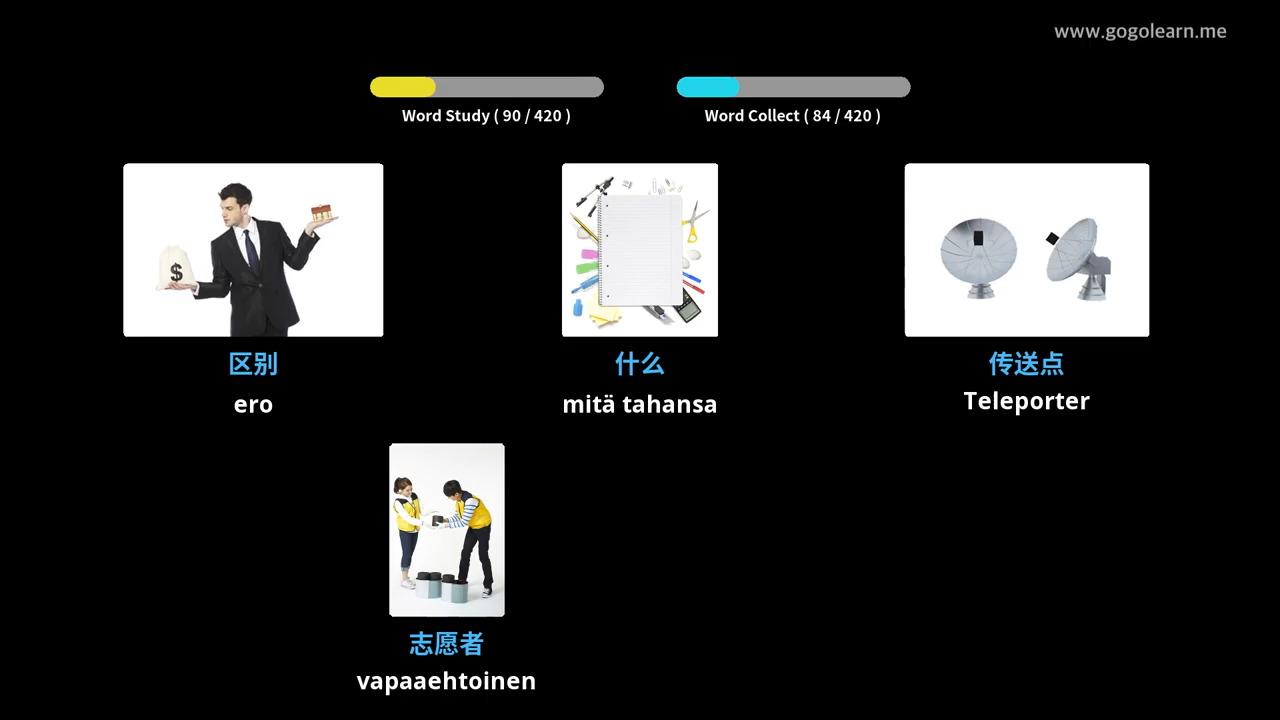 www.gogolearn.me
Word Study ( 90 / 420 )
Word Collect ( 84 / 420 )
$
区别
ero
什么
mitä tahansa
传送点
Teleporter
志愿者
vapaaehtoinen